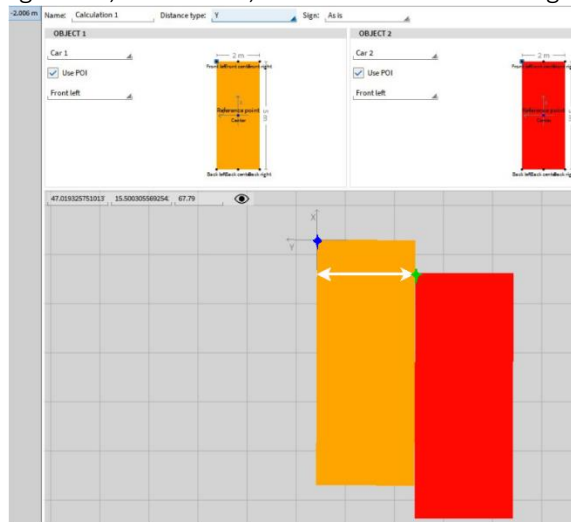 -2.006 m
Name: Calculation 1 Distance type: Y Sign: As is
OBJECT 1
Car 1
Use POI
Front left
2 m
Reference point
Center
OBJECT 2
Car 2
Use POI
Front left
2 m
Reference point
Center
47.019325751013 15.500305569254 67.79
X
Y